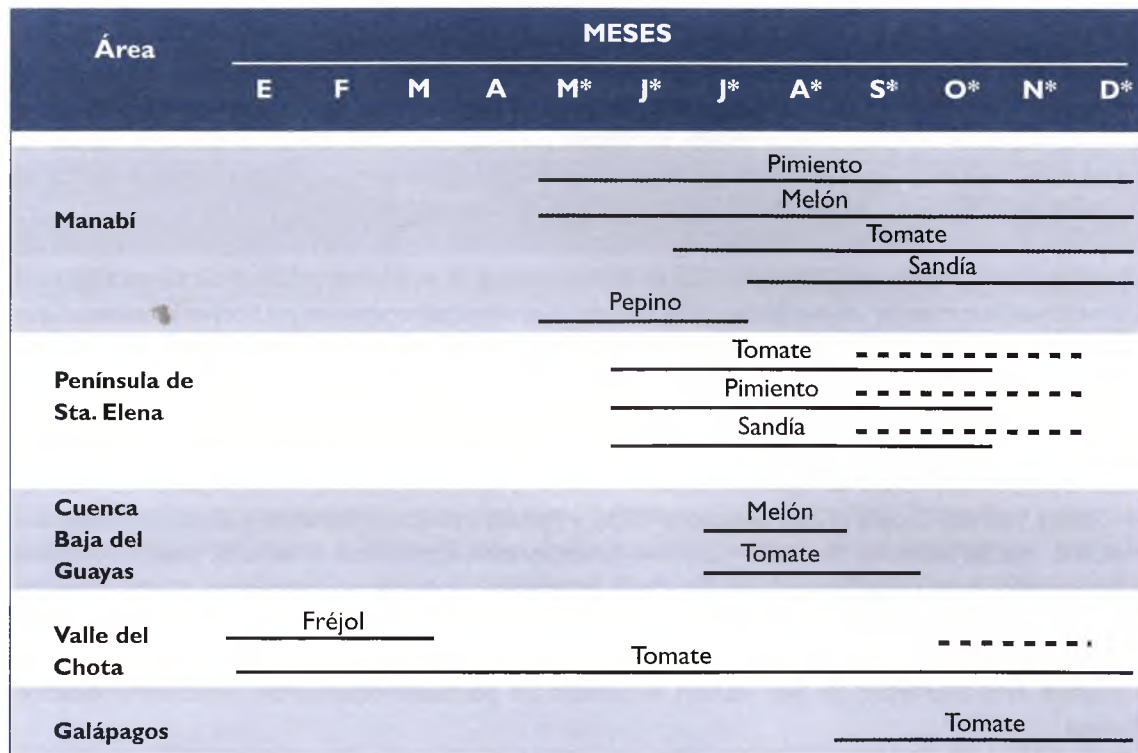 Área
MESES
E F M A M* J* J* A* S* O* N* D*
Manabí
Pimiento
Melón
Tomate
Sandía
Pepino
Península de
Sta. Elena
Tomate
Pimiento
Sandía
Cuenca
Baja del
Guayas
Melón
Tomate
Valle del
Chota
Fréjol
Tomate
Galápagos
Tomate